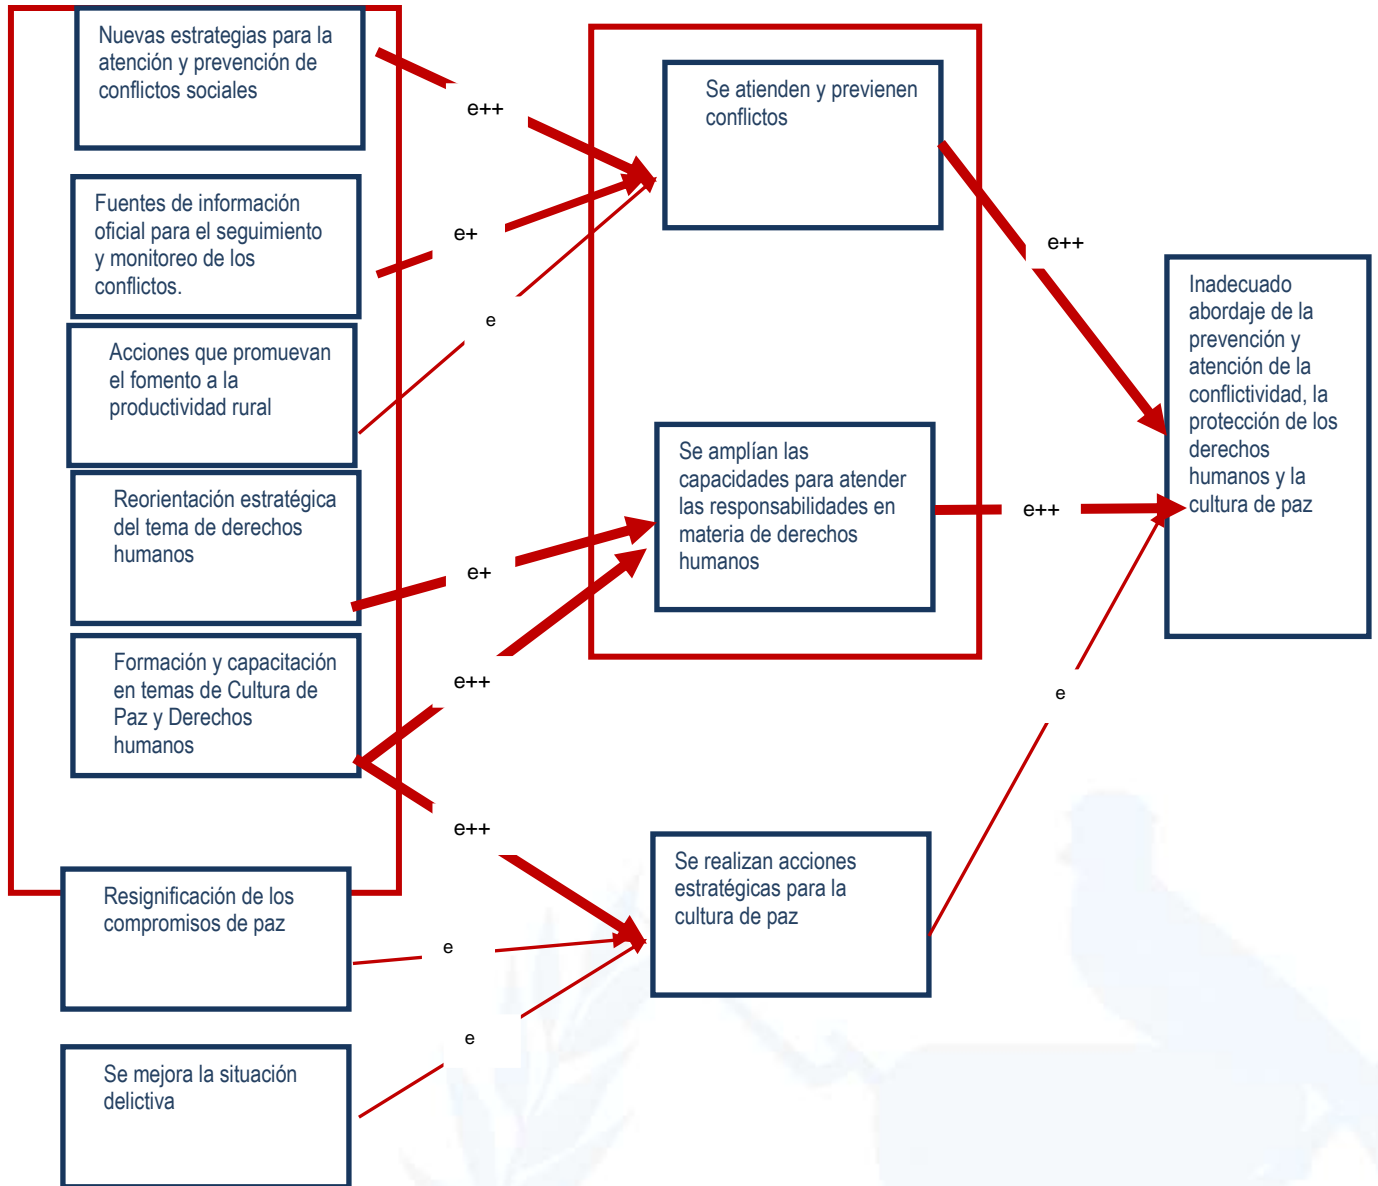 Nuevas estrategias para la
atención y prevención de
conflictos sociales
e++
Se atienden y previenen
conflictos
Fuentes de información
oficial para el seguimiento
y monitoreo de los
conflictos.
e+
e++
Inadecuado
abordaje de la
prevención y
atención de la
conflictividad, la
protección de los
derechos
humanos y la
cultura de paz
Acciones que promuevan
el fomento a la
productividad rural
e
Se amplían las
capacidades para atender
las responsabilidades en
materia de derechos
humanos
e++
Reorientación estratégica
del tema de derechos
humanos
e+
Formación y capacitación
en temas de Cultura de
Paz y Derechos
humanos
e++
e
e++
Se realizan acciones
estratégicas para la
cultura de paz
Resignificación de los
compromisos de paz
e
e
Se mejora la situación
delictiva